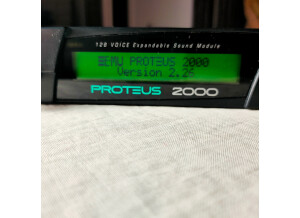 128 VOICE Expandable Sound Module
EMU PROTEUS 2000
Version 2.26
PROTEUS 2000